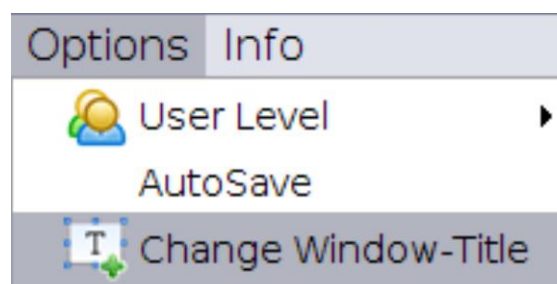 Options Info
User Level
AutoSave
T
Change Window-Title